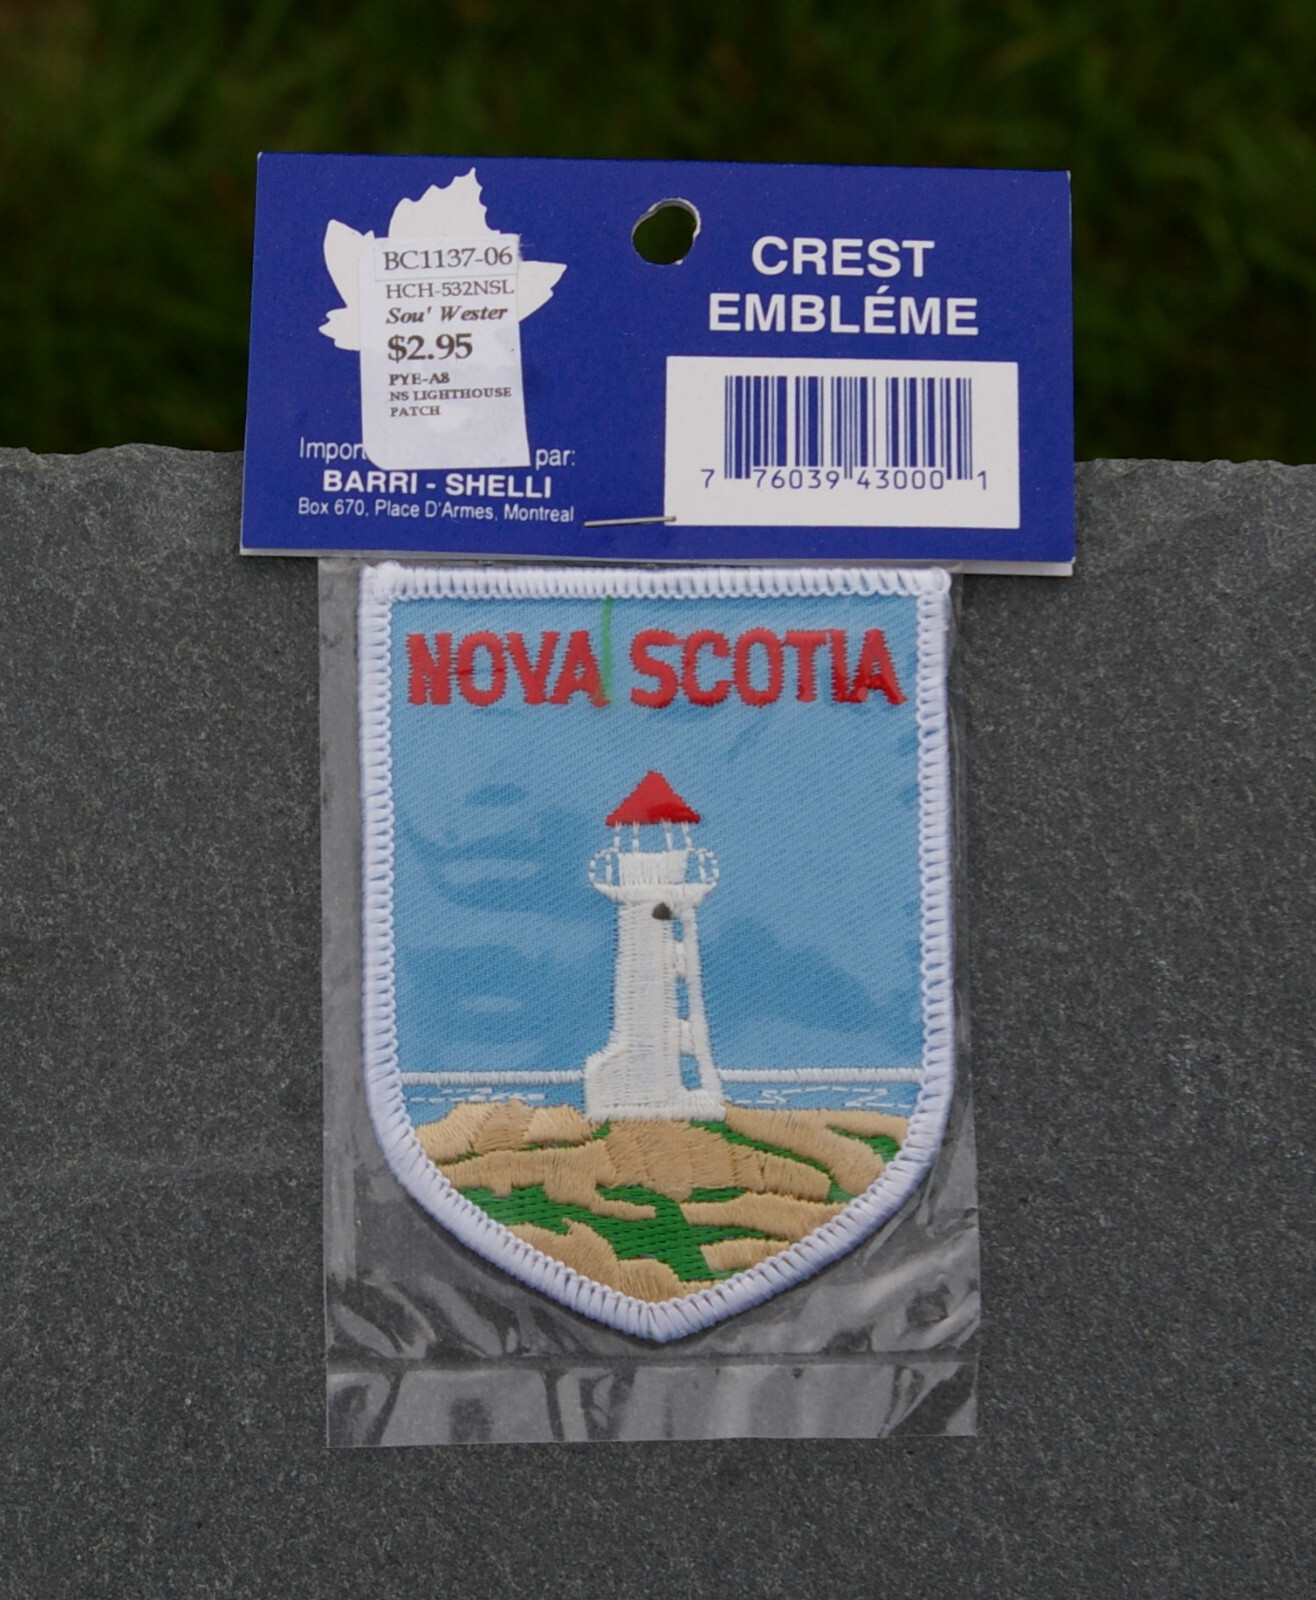 BC1137-06
HCH-532NSL
Sou' Wester
$2.95
PYE-A8
NS LIGHTHOUSE
PATCH
par:
BARRI - SHELLI
Box 670, Place D'Armes, Montreal
CREST
EMBLÉME
7 76039 43000 1
NOVA SCOTIA